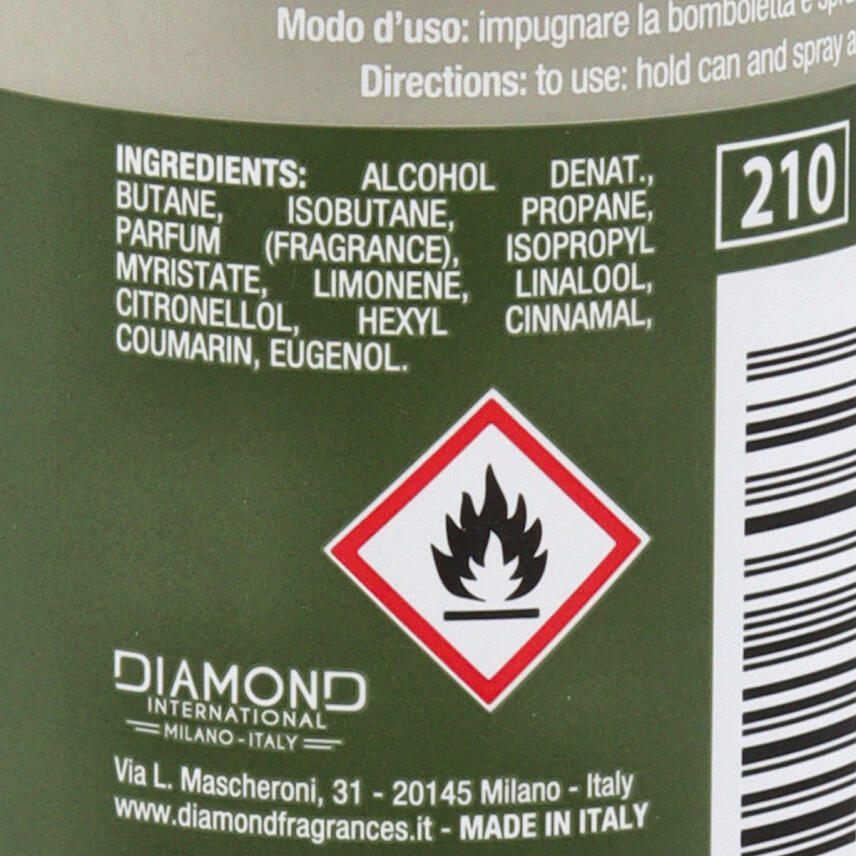 Modo d'uso: impugnare la bomboletta e
Directions: to use: hold can and spray
INGREDIENTS: ALCOHOL DENAT.,
BUTANE, ISOBUTANE, PROPANE,
PARFUM (FRAGRANCE), ISOPROPYL
MYRISTATE, LIMONENE, LINALOOL,
CITRONELLOL, HEXYL CINNAMAL,
COUMARIN, EUGENOL.
210
DIAMOND
INTERNATIONAL
MILANO - ITALY
Via L. Mascheroni, 31 - 20145 Milano - Italy
www.diamondfragrances.it - MADE IN ITALY